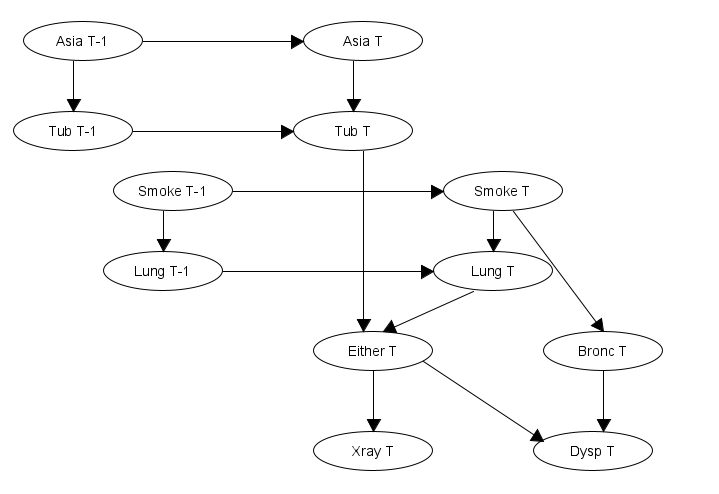 Asia T-1
Asia T
Tub T-1
Tub T
Smoke T-1
Smoke T
Lung T-1
Lung T
Either T
Bronc T
Xray T
Dysp T